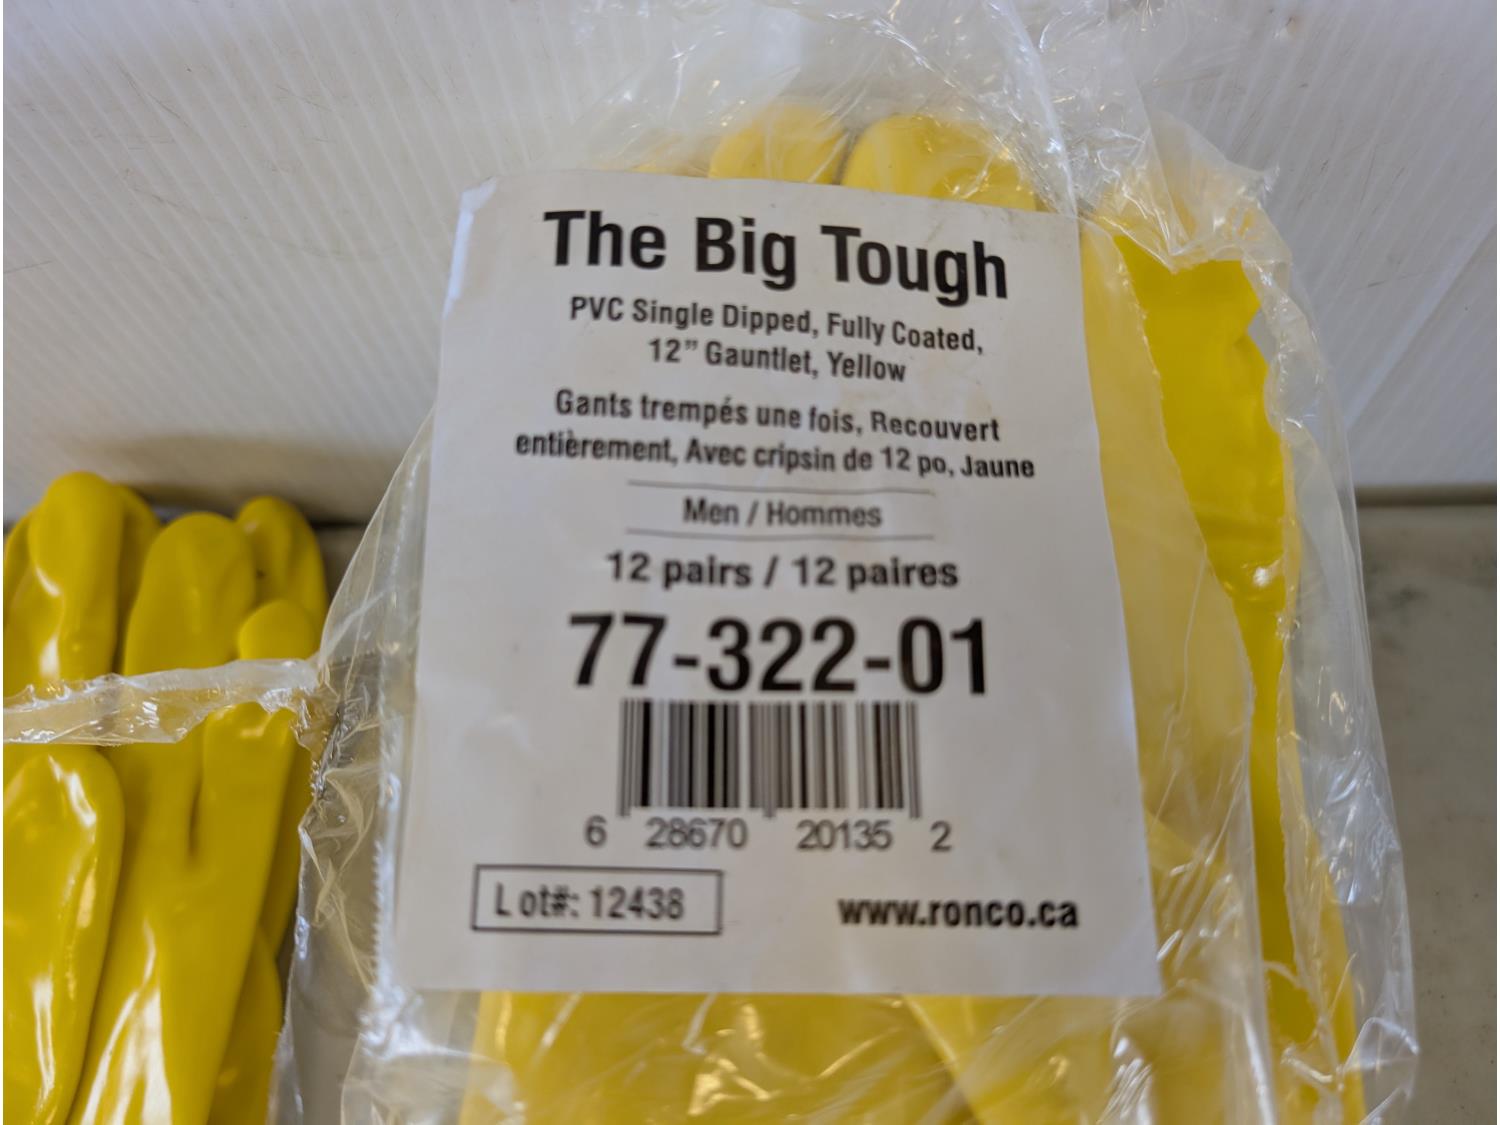 The Big Tough
PVC Single Dipped, Fully Coated,
12” Gauntlet, Yellow
Gants trempés une fois, Recouvert
entièrement, Avec cripsin de 12 po, Jaune
Men / Hommes
12 pairs / 12 paires
77-322-01
6 28670 20135 2
Lot#: 12438
www.ronco.ca